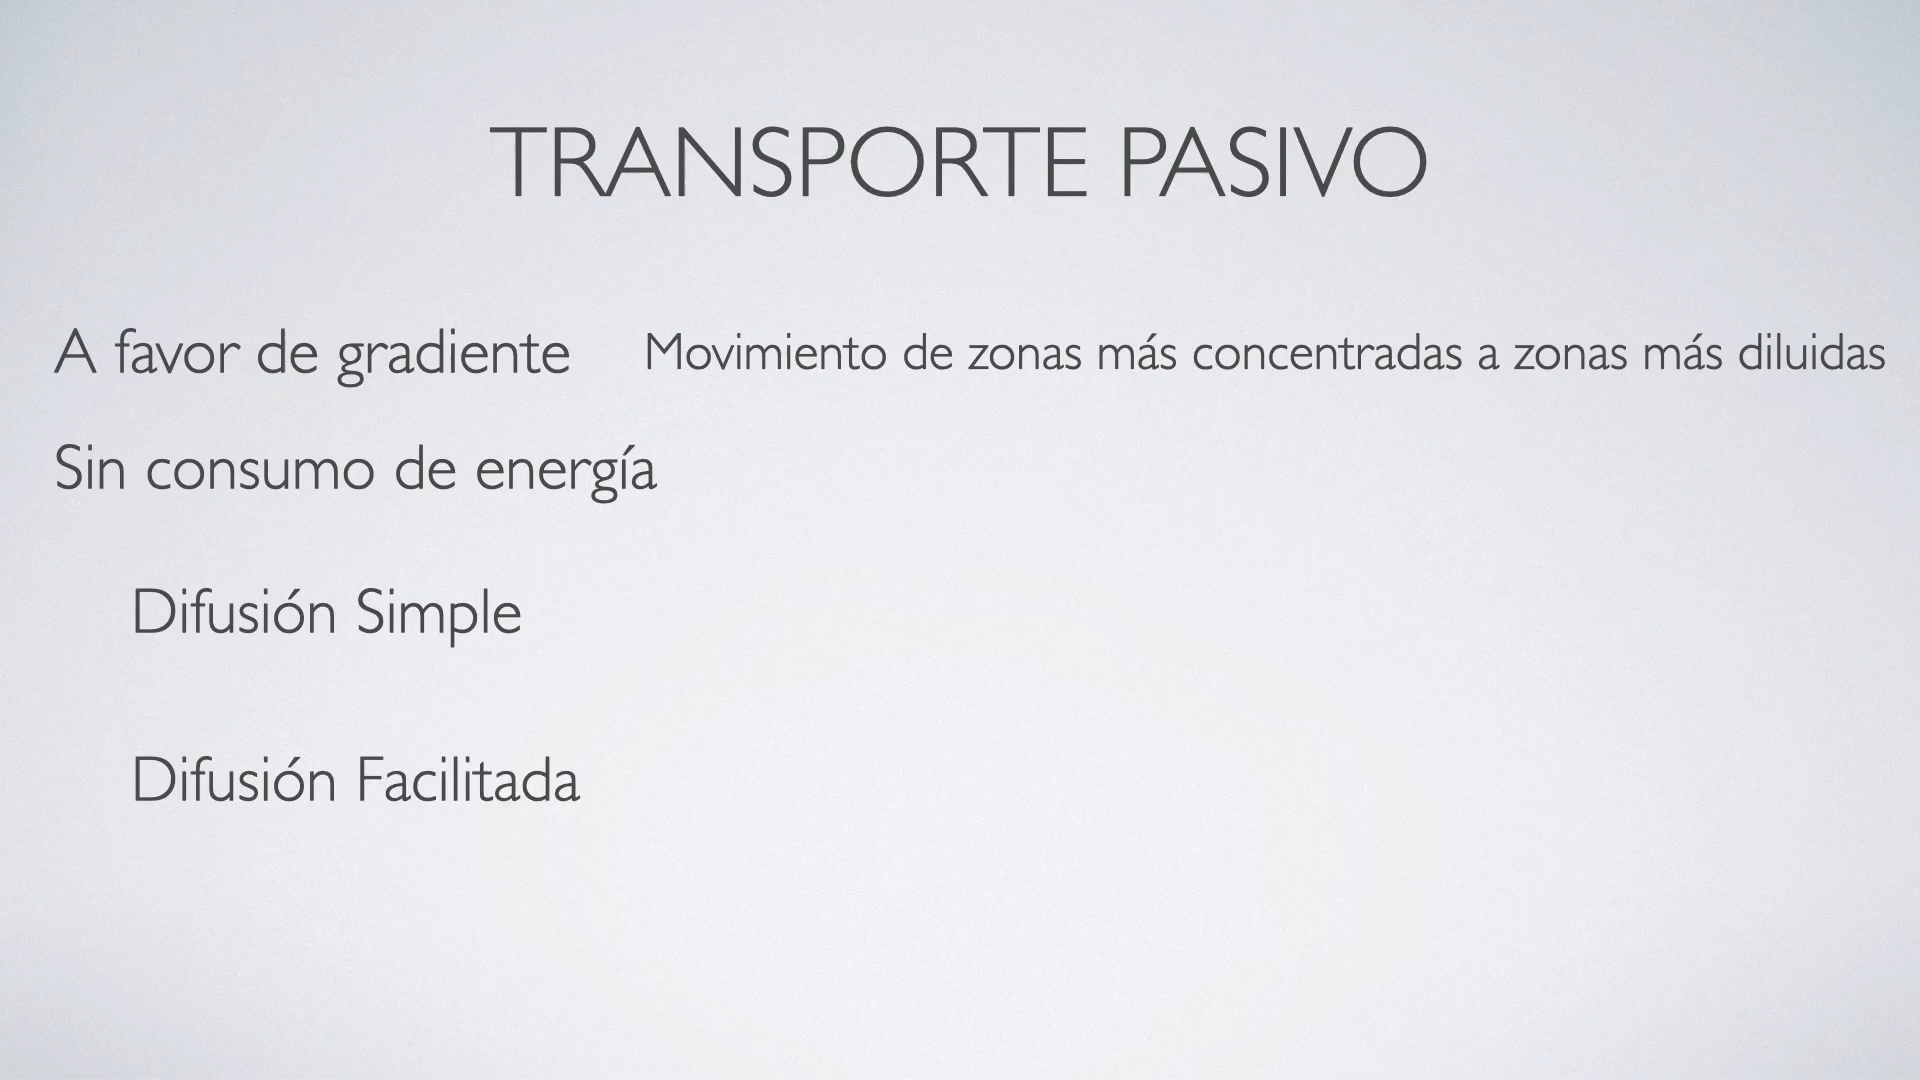 TRANSPORTE PASIVO
A favor de gradiente Movimiento de zonas más concentradas a zonas más diluidas
Sin consumo de energía
Difusión Simple
Difusión Facilitada